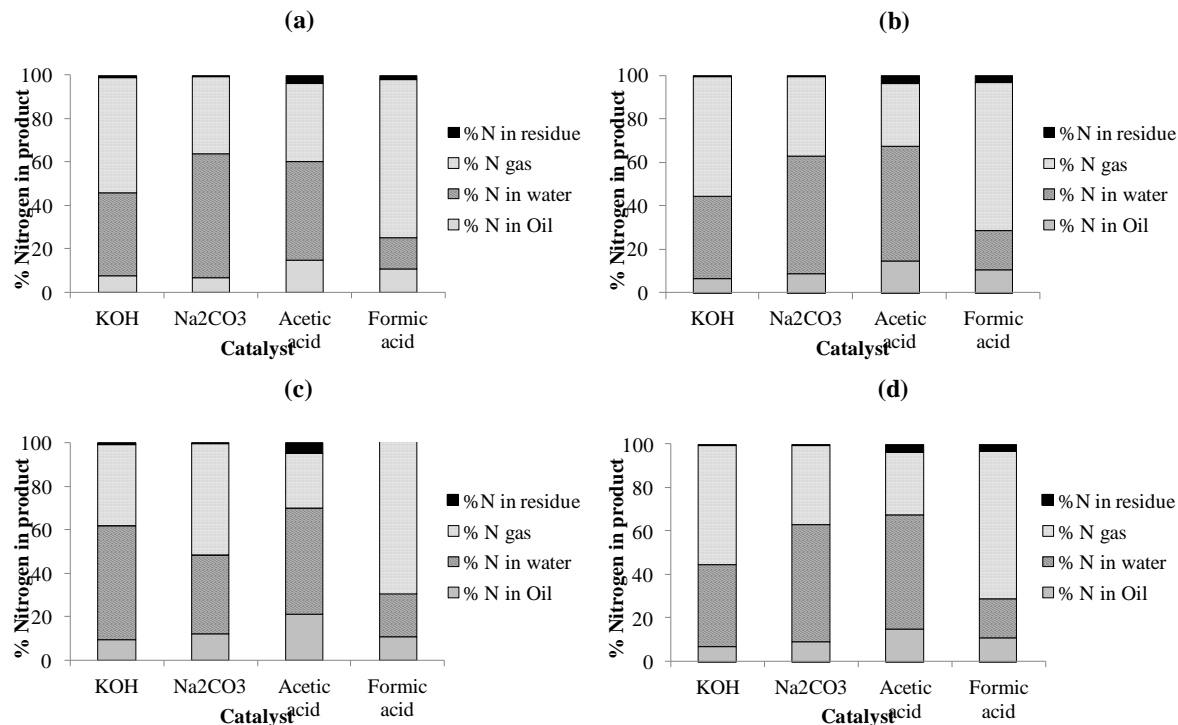 (a)
% Nitrogen in product
100
80
60
40
20
0
KOH
Na2CO3
Acetic
acid
Formic
acid
Catalyst
%N in residue
% N gas
% N in water
% N in Oil
(b)
% Nitrogen in product
100
80
60
40
20
0
KOH
Na2CO3
Acetic
acid
Formic
acid
Catalyst
%N in residue
% N gas
% N in water
% N in Oil
(c)
% Nitrogen in product
100
80
60
40
20
0
KOH
Na2CO3
Acetic
acid
Formic
acid
Catalyst
%N in residue
% N gas
% N in water
% N in Oil
(d)
% Nitrogen in product
100
80
60
40
20
0
KOH
Na2CO3
Acetic
acid
Formic
acid
Catalyst
%N in residue
% N gas
% N in water
% N in Oil